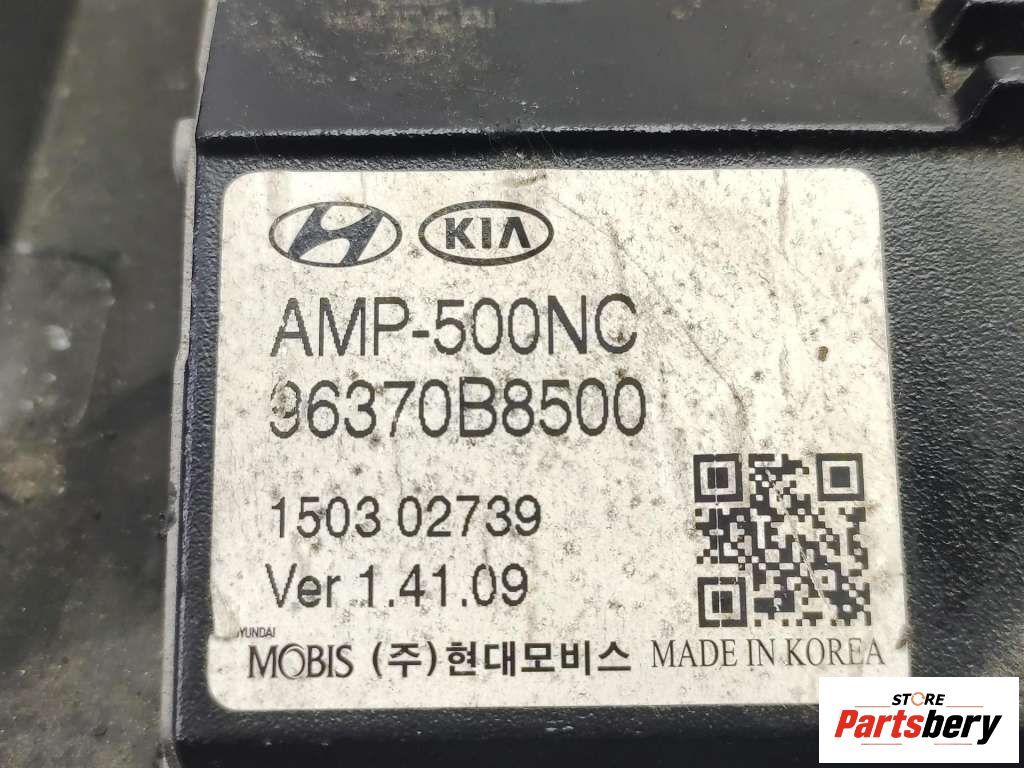 KIA
AMP-500NC
96370B8500
1503 02739
Ver 1.41.09
HYUNDAI
MOBIS (주)현대모비스 MADE IN KOREA
STORE
Partsbery